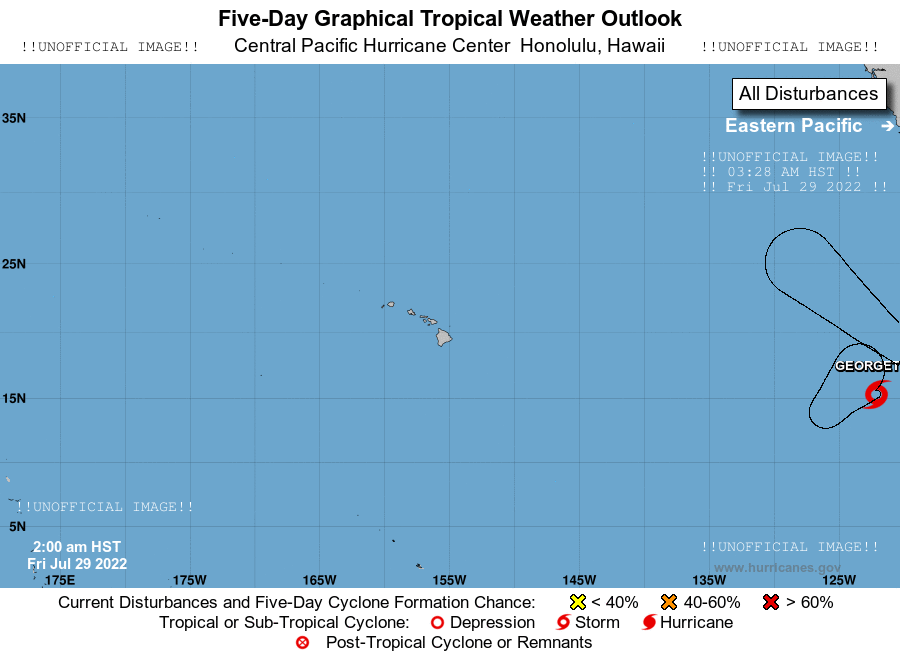 Five-Day Graphical Tropical Weather Outlook
!!UNOFFICIAL IMAGE!! Central Pacific Hurricane Center Honolulu, Hawaii !!UNOFFICIAL IMAGE!!
All Disturbances
35N
Eastern Pacific ➔
!!UNOFFICIAL IMAGE!!
!! 03:28 AM HST !!
!! Fri Jul 29 2022 !!
25N
GEORGET
15N
!!UNOFFICIAL IMAGE!!
5N
2:00 am HST
Fri Jul 29 2022
!!UNOFFICIAL IMAGE!!
www.hurricanes.gov
175E 175W 165W 155W 145W 135W 125W
Current Disturbances and Five-Day Cyclone Formation Chance: < 40% 40-60% > 60%
Tropical or Sub-Tropical Cyclone: Depression Storm Hurricane
Post-Tropical Cyclone or Remnants